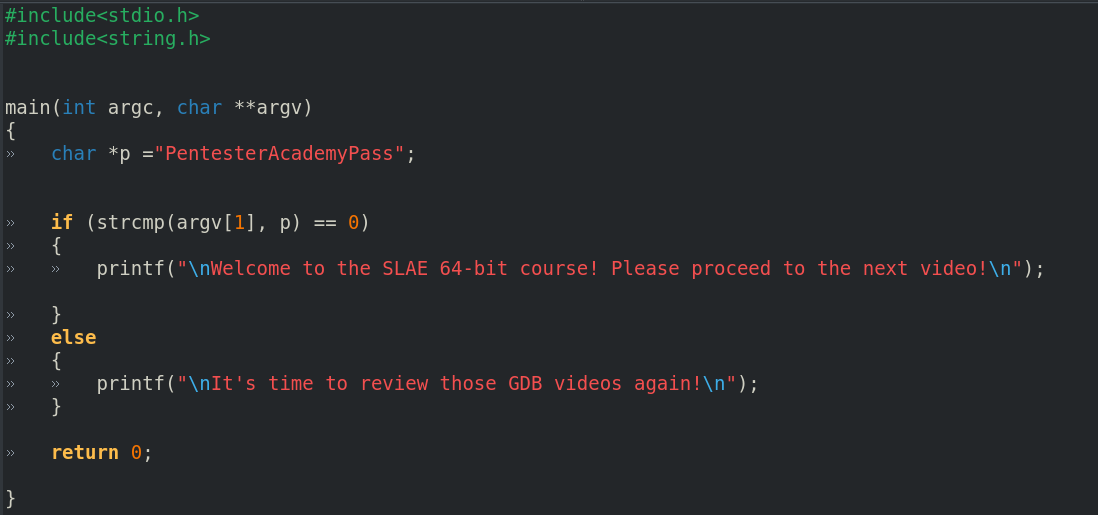 #include<stdio.h>
#include<string.h>
main(int argc, char **argv)
{
»   char *p ="PentesterAcademyPass";
»   if (strcmp(argv[1], p) == 0)
»   {
»   »   printf("\nWelcome to the SLAE 64-bit course! Please proceed to the next video!\n");
»   }
»   else
»   {
»   »   printf("\nIt's time to review those GDB videos again!\n");
»   }
»   return 0;
}